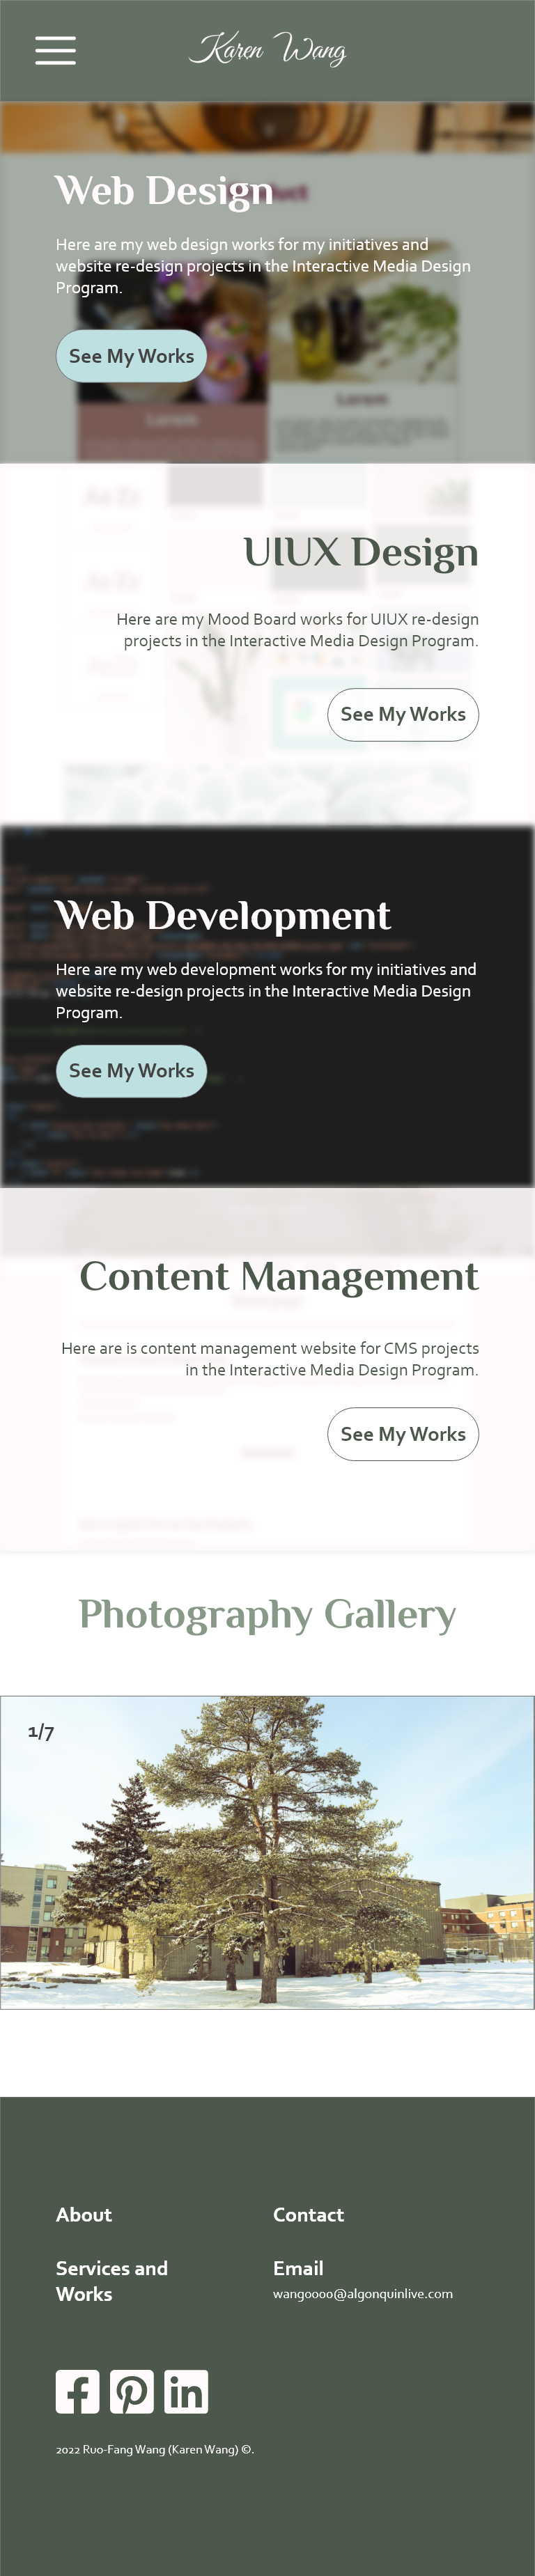 Karen Wang
Web Design
Here are my web design works for my initiatives and
website re-design projects in the Interactive Media Design
Program.
See My Works
Lorem
Lorem
UIUX Design
Here are my Mood Board works for UIUX re-design
projects in the Interactive Media Design Program.
See My Works
Web Development
Here are my web development works for my initiatives and
website re-design projects in the Interactive Media Design
Program.
See My Works
Content Management
Here are is content management website for CMS projects
in the Interactive Media Design Program.
See My Works
Photography Gallery
1/7
About
Contact
Services and
Works
Email
wang0000@algonquinlive.com
2022 Ruo-Fang Wang (Karen Wang) ©.